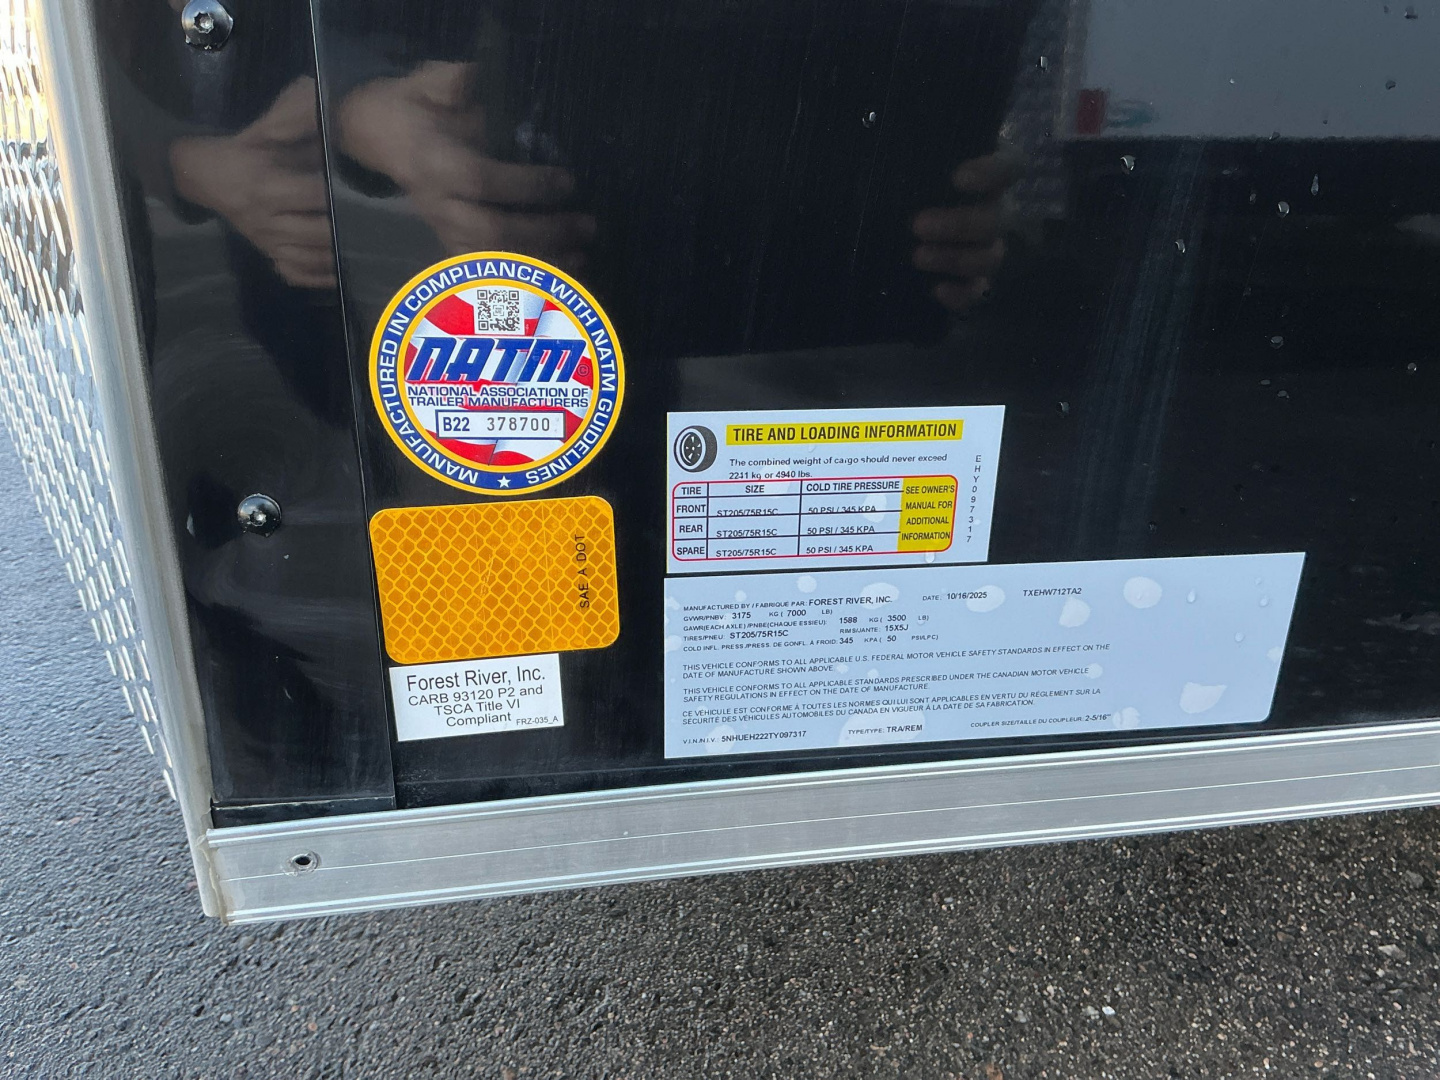 MANUFACTURED IN COMPLIANCE WITH NATM GUIDELINES
NATM
NATIONAL ASSOCIATION OF
TRAILER MANUFACTURERS
B22 378700
SAE A DOT
Forest River, Inc.
CARB 93120 P2 and
TSCA Title VI
Compliant FRZ-035_A
TIRE AND LOADING INFORMATION
The combined weight of cargo should never exceed
2241 kg or 4940 lbs.
TIRE SIZE COLD TIRE PRESSURE
FRONT ST205/75R15C 50 PSI / 345 KPA
REAR ST205/75R15C 50 PSI / 345 KPA
SPARE ST205/75R15C 50 PSI / 345 KPA
SEE OWNER'S
MANUAL FOR
ADDITIONAL
INFORMATION
EHY097317
MANUFACTURED BY / FABRIQUE PAR: FOREST RIVER, INC. DATE: 10/16/2025 TXEHW712TA2
GVWR/PNBV: 3175 KG ( 7000 LB)
GAWR(EACH AXLE) /PNBE(CHAQUE ESSIEU) 1588 KG ( 3500 LB)
TIRES/PNEU: ST205/75R15C RIMS/JANTE: 15X5J
COLD INFL. PRESS./PRESS. DE GONFL. À FROID: 345 KPA ( 50 PSI/LPC)
THIS VEHICLE CONFORMS TO ALL APPLICABLE U.S. FEDERAL MOTOR VEHICLE SAFETY STANDARDS IN EFFECT ON THE
DATE OF MANUFACTURE SHOWN ABOVE.
THIS VEHICLE CONFORMS TO ALL APPLICABLE STANDARDS PRESCRIBED UNDER THE CANADIAN MOTOR VEHICLE
SAFETY REGULATIONS IN EFFECT ON THE DATE OF MANUFACTURE.
CE VÉHICULE EST CONFORME À TOUTES LES NORMES QUI LUI SONT APPLICABLES EN VERTU DU RÈGLEMENT SUR LA
SÉCURITÉ DES VÉHICULES AUTOMOBILES DU CANADA EN VIGUEUR À LA DATE DE SA FABRICATION.
V.I.N./N.I.V.: 5NHUEH222TY097317 TYPE/TYPE: TRA/REM COUPLER SIZE/TAILLE DU COUPLEUR: 2-5/16"